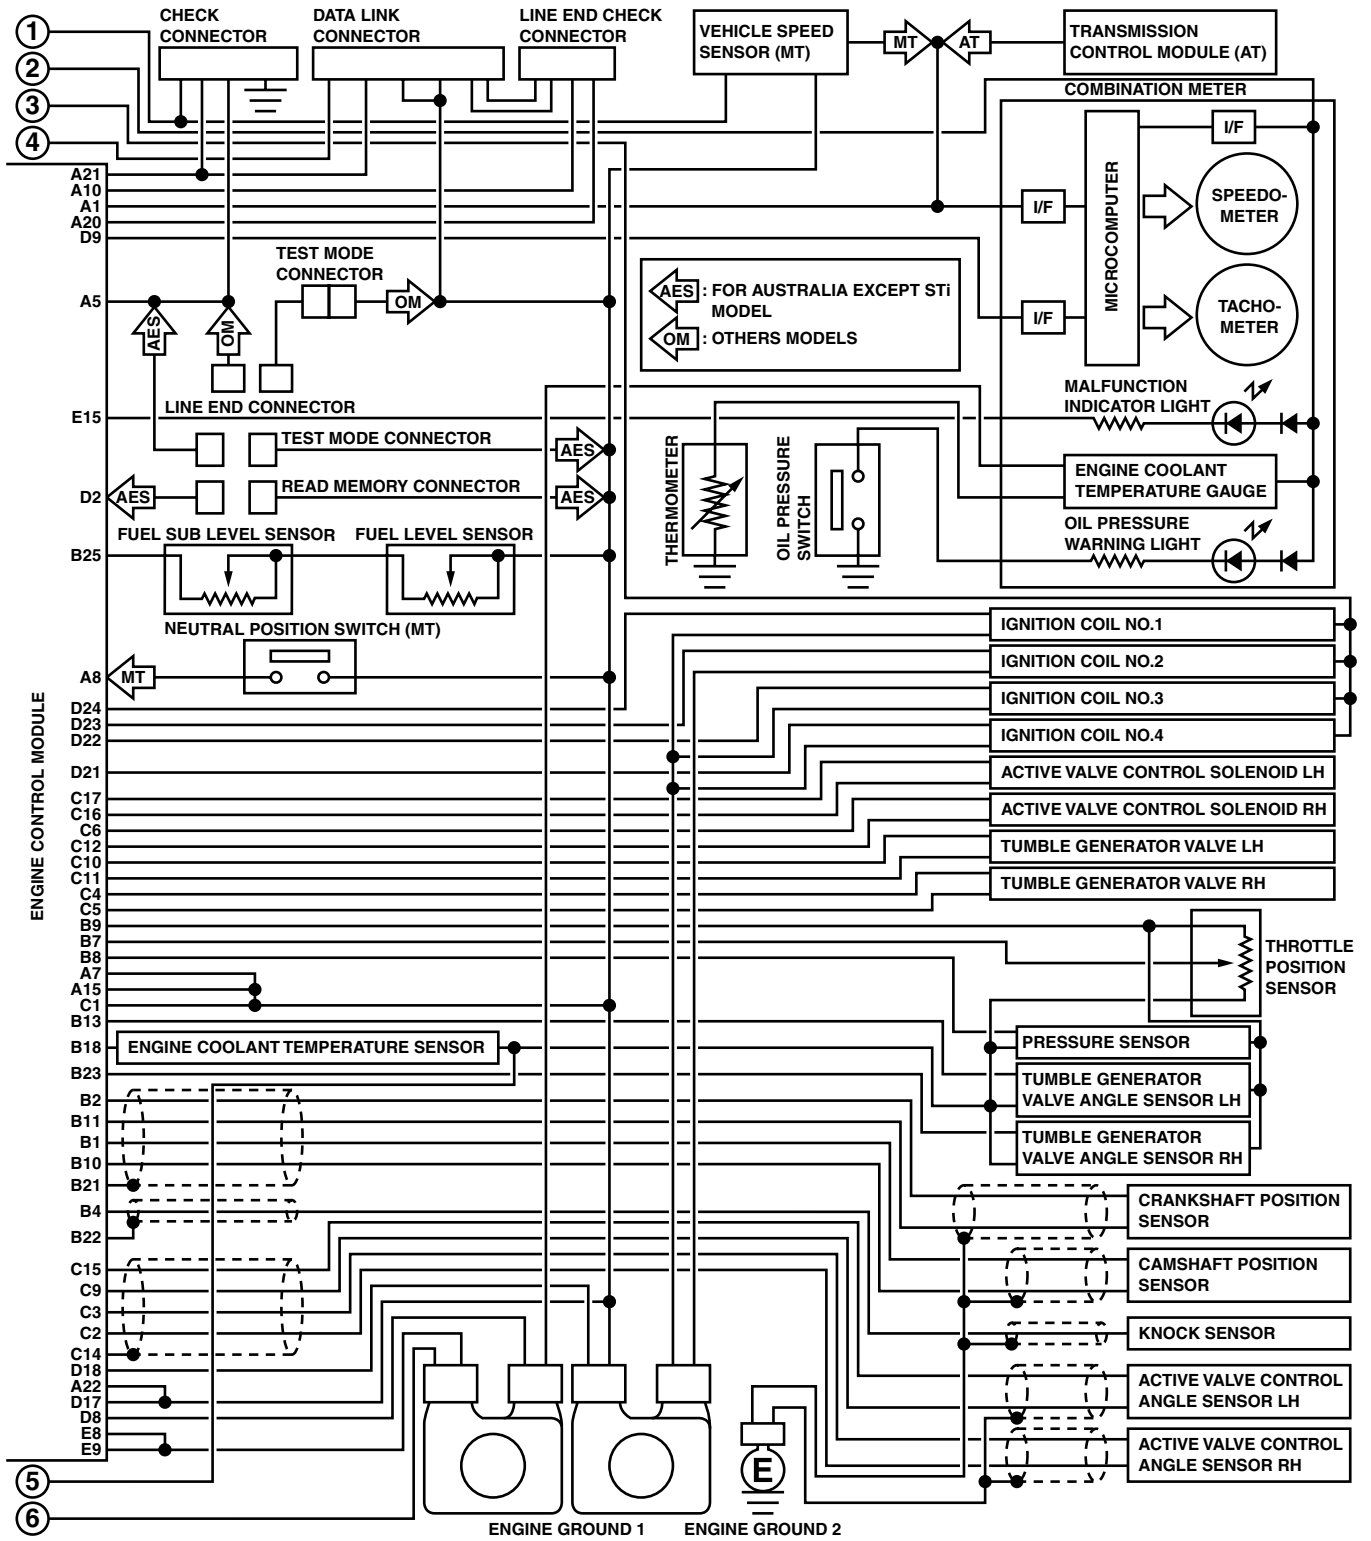 1
2
3
4
CHECK
CONNECTOR
DATA LINK
CONNECTOR
LINE END CHECK
CONNECTOR
VEHICLE SPEED
SENSOR (MT)
MT
AT
TRANSMISSION
CONTROL MODULE (AT)
COMBINATION METER
I/F
MICROCOMPUTER
I/F
SPEEDO-
METER
I/F
TACHO-
METER
A21
A10
A1
A20
D9
TEST MODE
CONNECTOR
A5
OM
AES
OM
AES : FOR AUSTRALIA EXCEPT STi
MODEL
OM : OTHERS MODELS
MALFUNCTION
INDICATOR LIGHT
E15
LINE END CONNECTOR
TEST MODE CONNECTOR
AES
D2
AES
READ MEMORY CONNECTOR
AES
THERMOMETER
OIL PRESSURE
SWITCH
ENGINE COOLANT
TEMPERATURE GAUGE
OIL PRESSURE
WARNING LIGHT
FUEL SUB LEVEL SENSOR
FUEL LEVEL SENSOR
B25
NEUTRAL POSITION SWITCH (MT)
A8
MT
ENGINE CONTROL MODULE
D24
D23
D22
D21
C17
C16
C6
C12
C10
C11
C4
C5
B9
B7
B8
A7
A15
C1
B13
B18
ENGINE COOLANT TEMPERATURE SENSOR
B23
B2
B11
B1
B10
B21
B4
B22
C15
C9
C3
C2
C14
D18
A22
D17
D8
E8
E9
IGNITION COIL NO.1
IGNITION COIL NO.2
IGNITION COIL NO.3
IGNITION COIL NO.4
ACTIVE VALVE CONTROL SOLENOID LH
ACTIVE VALVE CONTROL SOLENOID RH
TUMBLE GENERATOR VALVE LH
TUMBLE GENERATOR VALVE RH
THROTTLE
POSITION
SENSOR
PRESSURE SENSOR
TUMBLE GENERATOR
VALVE ANGLE SENSOR LH
TUMBLE GENERATOR
VALVE ANGLE SENSOR RH
CRANKSHAFT POSITION
SENSOR
CAMSHAFT POSITION
SENSOR
KNOCK SENSOR
ACTIVE VALVE CONTROL
ANGLE SENSOR LH
ACTIVE VALVE CONTROL
ANGLE SENSOR RH
5
6
E
ENGINE GROUND 1
ENGINE GROUND 2